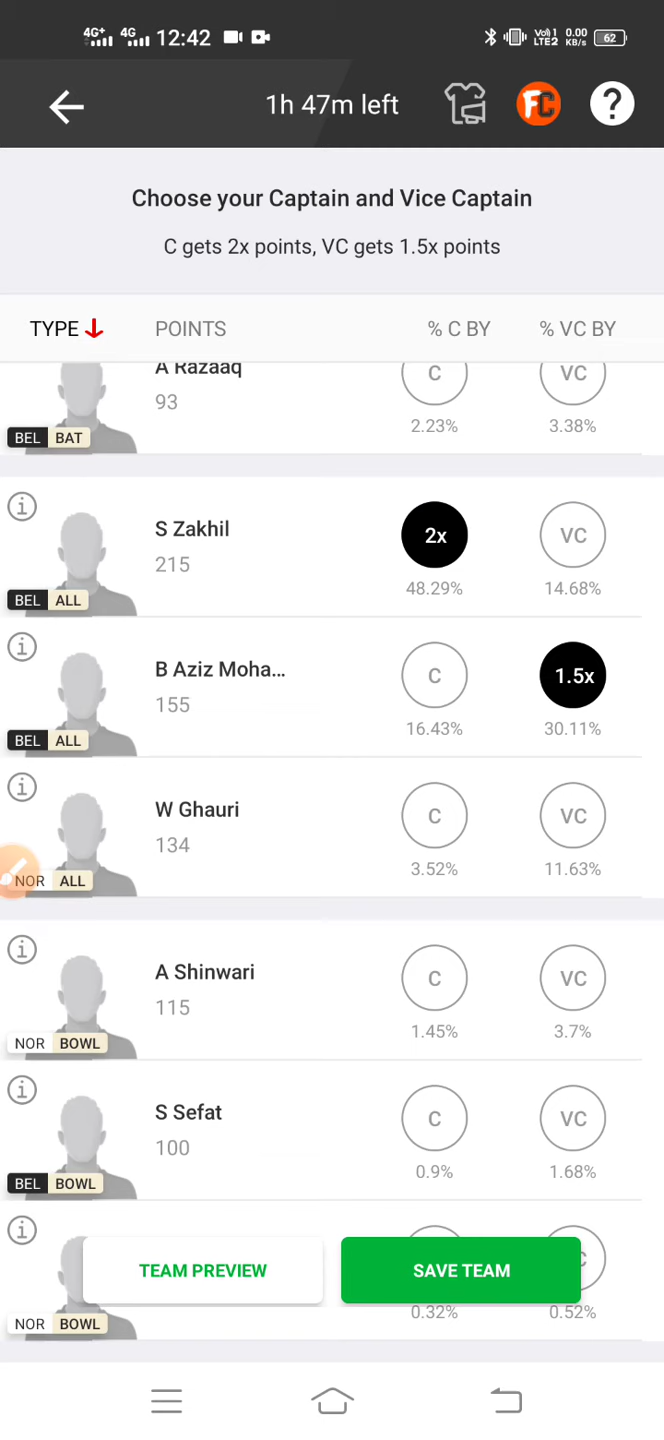 4G+ 4G 12:42 Vo) 1 LTE2 0.00 KB/s 62
1h 47m left FC ?
Choose your Captain and Vice Captain
C gets 2x points, VC gets 1.5x points
TYPE POINTS % C BY % VC BY
A Razaaq C VC
93
2.23% 3.38%
BEL BAT
S Zakhil 2x VC
215
48.29% 14.68%
BEL ALL
B Aziz Moha... C 1.5x
155
16.43% 30.11%
BEL ALL
W Ghauri C VC
134
3.52% 11.63%
NOR ALL
A Shinwari C VC
115
1.45% 3.7%
NOR BOWL
S Sefat C VC
100
0.9% 1.68%
BEL BOWL
TEAM PREVIEW SAVE TEAM
0.32% 0.52%
NOR BOWL